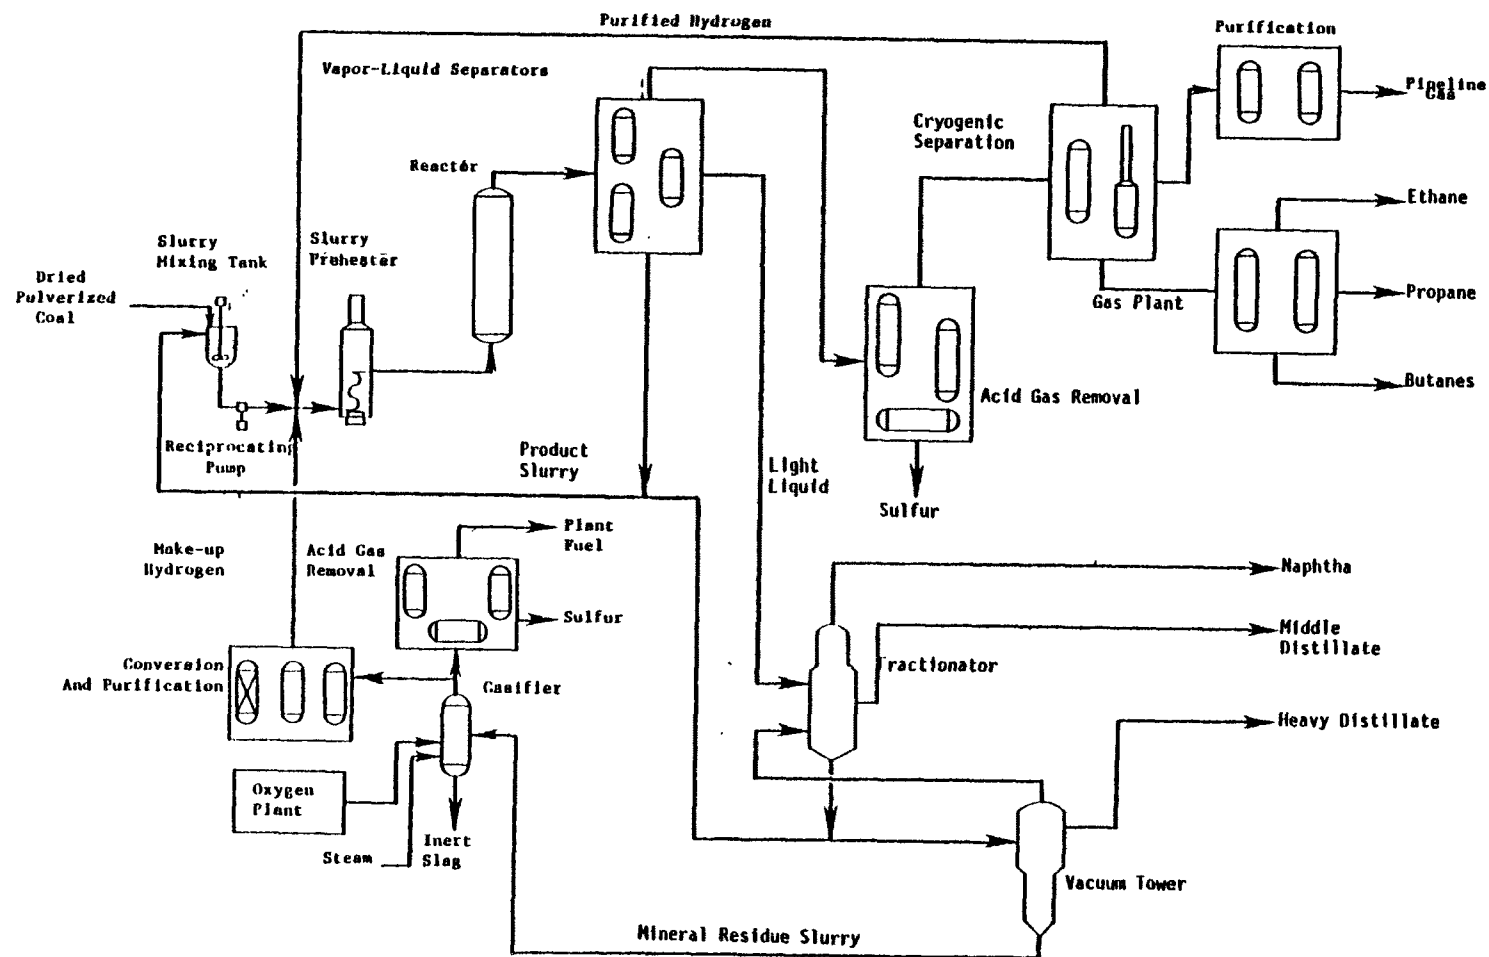 Purified Hydrogen
Purification
Vapor-Liquid Separators
Pipeline
Gas
Cryogenic
Separation
Reactor
Ethane
Slurry
Mixing Tank
Slurry
Preheater
Dried
Pulverized
Coal
Gas Plant
Propane
Butanes
Acid Gas Removal
Reciprocating
Pump
Product
Slurry
Light
Liquid
Sulfur
Plant
Fuel
Make-up
Hydrogen
Acid Gas
Removal
Naphtha
Sulfur
Middle
Distillate
Conversion
And Purification
Fractionator
Gasifier
Heavy Distillate
Oxygen
Plant
Inert
Slag
Steam
Vacuum Tower
Mineral Residue Slurry